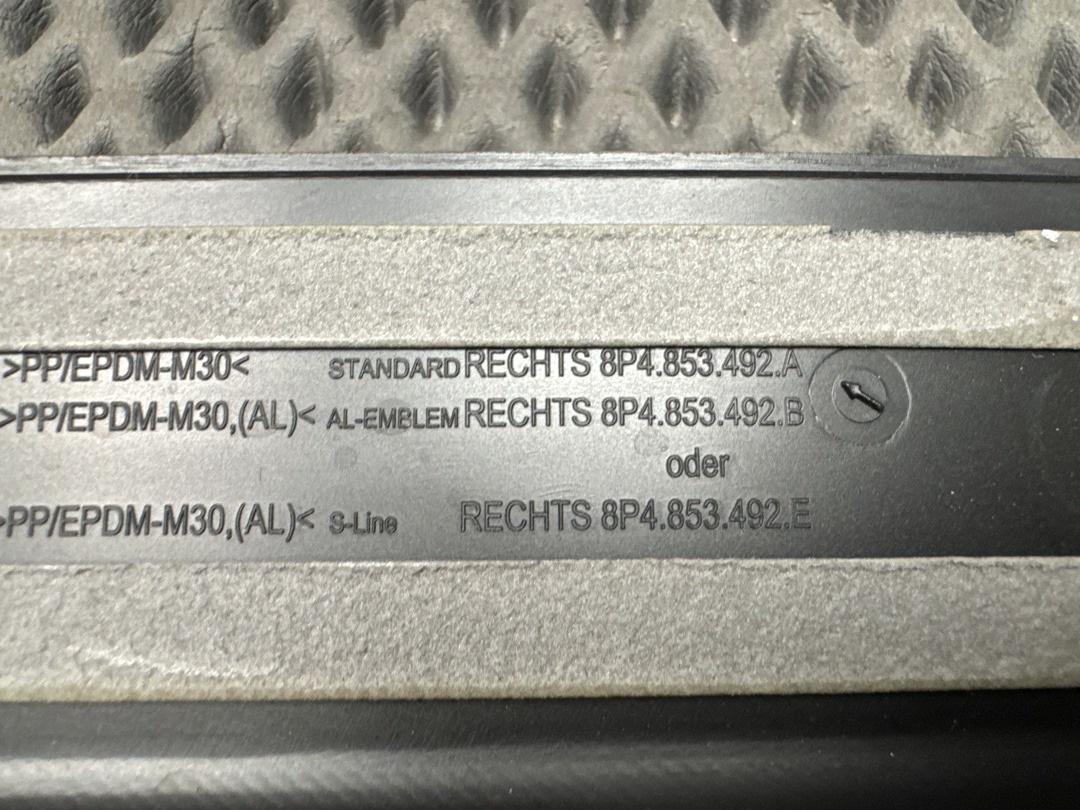 >PP/EPDM-M30< STANDARD RECHTS 8P4.853.492.A
>PP/EPDM-M30,(AL)< AL-EMBLEM RECHTS 8P4.853.492.B
oder
>PP/EPDM-M30,(AL)< S-Line RECHTS 8P4.853.492.E